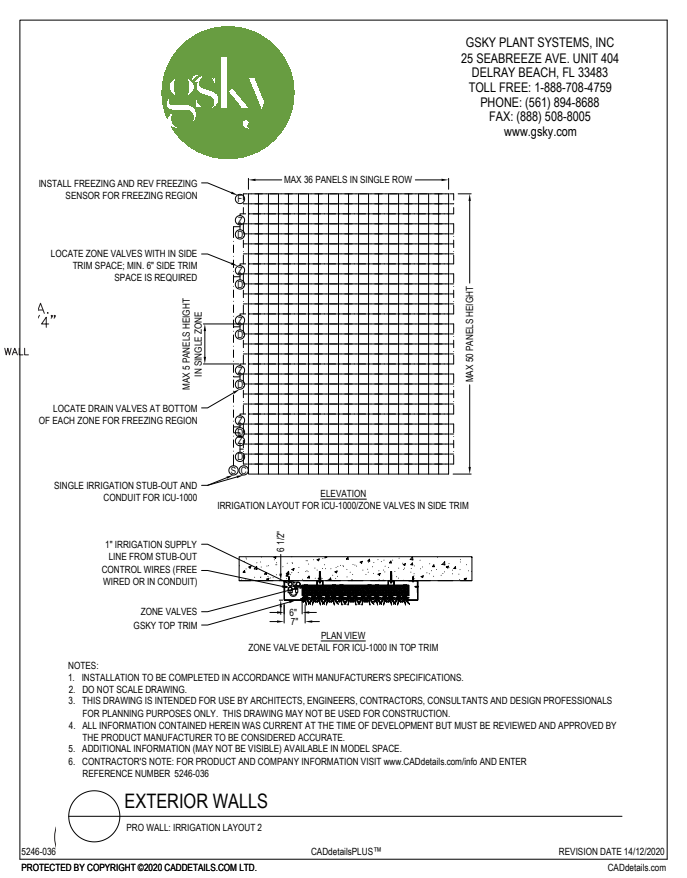 gsky
GSKY PLANT SYSTEMS, INC
25 SEABREEZE AVE. UNIT 404
DELRAY BEACH, FL 33483
TOLL FREE: 1-888-708-4759
PHONE: (561) 894-8688
FAX: (888) 508-8005
www.gsky.com
MAX 36 PANELS IN SINGLE ROW
INSTALL FREEZING AND REV FREEZING
SENSOR FOR FREEZING REGION
F
Z
D
LOCATE ZONE VALVES WITH IN SIDE
TRIM SPACE; MIN. 6" SIDE TRIM
SPACE IS REQUIRED
Z
D
A.
'4"
WALL
MAX 5 PANELS HEIGHT
IN SINGLE ZONE
MAX 50 PANELS HEIGHT
Z
D
Z
D
LOCATE DRAIN VALVES AT BOTTOM
OF EACH ZONE FOR FREEZING REGION
Z
Z
D
S C
SINGLE IRRIGATION STUB-OUT AND
CONDUIT FOR ICU-1000
ELEVATION
IRRIGATION LAYOUT FOR ICU-1000/ZONE VALVES IN SIDE TRIM
6 1/2"
1" IRRIGATION SUPPLY
LINE FROM STUB-OUT
CONTROL WIRES (FREE
WIRED OR IN CONDUIT)
ZONE VALVES
GSKY TOP TRIM
6"
7"
PLAN VIEW
ZONE VALVE DETAIL FOR ICU-1000 IN TOP TRIM
NOTES:
1. INSTALLATION TO BE COMPLETED IN ACCORDANCE WITH MANUFACTURER'S SPECIFICATIONS.
2. DO NOT SCALE DRAWING.
3. THIS DRAWING IS INTENDED FOR USE BY ARCHITECTS, ENGINEERS, CONTRACTORS, CONSULTANTS AND DESIGN PROFESSIONALS
FOR PLANNING PURPOSES ONLY. THIS DRAWING MAY NOT BE USED FOR CONSTRUCTION.
4. ALL INFORMATION CONTAINED HEREIN WAS CURRENT AT THE TIME OF DEVELOPMENT BUT MUST BE REVIEWED AND APPROVED BY
THE PRODUCT MANUFACTURER TO BE CONSIDERED ACCURATE.
5. ADDITIONAL INFORMATION (MAY NOT BE VISIBLE) AVAILABLE IN MODEL SPACE.
6. CONTRACTOR'S NOTE: FOR PRODUCT AND COMPANY INFORMATION VISIT www.CADdetails.com/info AND ENTER
REFERENCE NUMBER 5246-036
EXTERIOR WALLS
PRO WALL: IRRIGATION LAYOUT 2
5246-036
CADdetailsPLUS™
REVISION DATE 14/12/2020
PROTECTED BY COPYRIGHT ©2020 CADDETAILS.COM LTD.
CADdetails.com